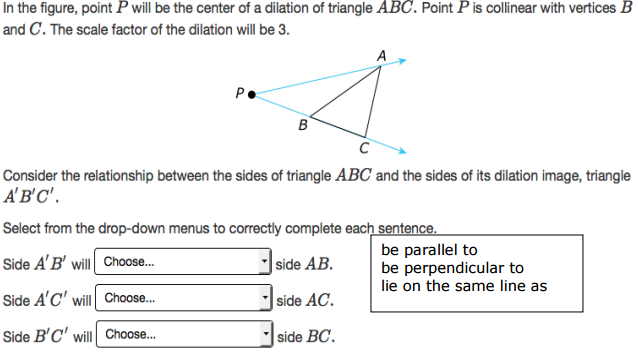 In the figure, point P will be the center of a dilation of triangle ABC. Point P is collinear with vertices B
and C. The scale factor of the dilation will be 3.
A
P
B
C
Consider the relationship between the sides of triangle ABC and the sides of its dilation image, triangle
A′B′C′.
Select from the drop-down menus to correctly complete each sentence.
Side A′B′ will Choose... side AB.
Side A′C′ will Choose... side AC.
Side B′C′ will Choose... side BC.
be parallel to
be perpendicular to
lie on the same line as